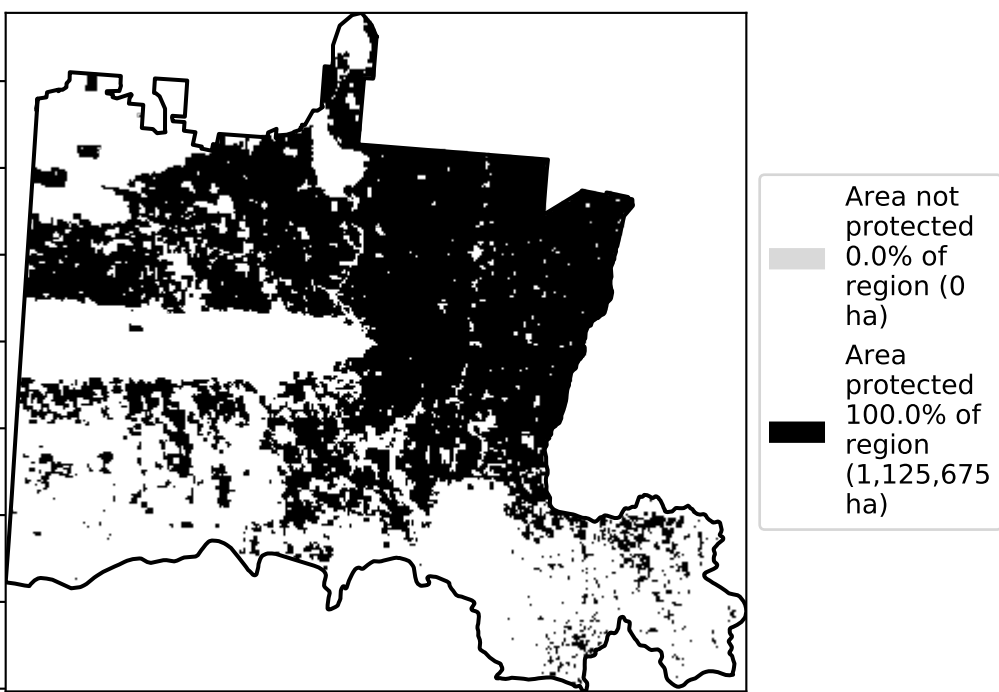 Area not
protected
0.0% of
region (0
ha)
Area
protected
100.0% of
region
(1,125,675
ha)